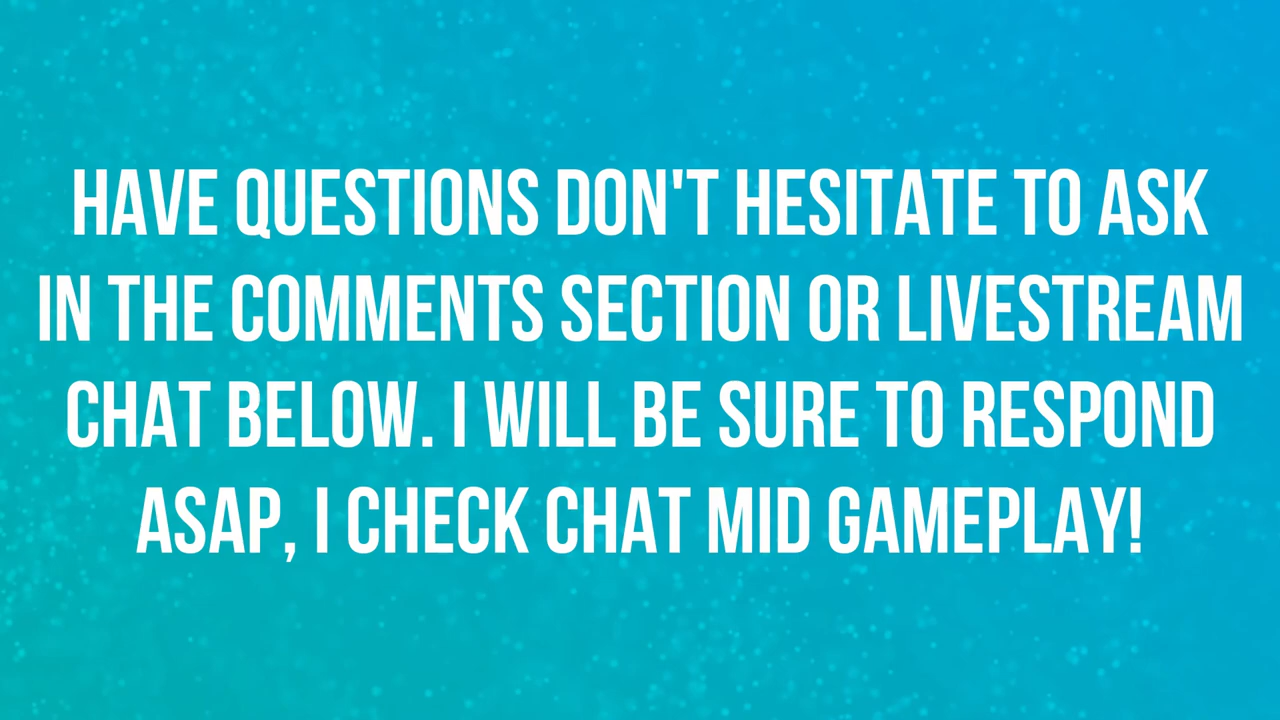 HAVE QUESTIONS DON'T HESITATE TO ASK
IN THE COMMENTS SECTION OR LIVESTREAM
CHAT BELOW. I WILL BE SURE TO RESPOND
ASAP, I CHECK CHAT MID GAMEPLAY!